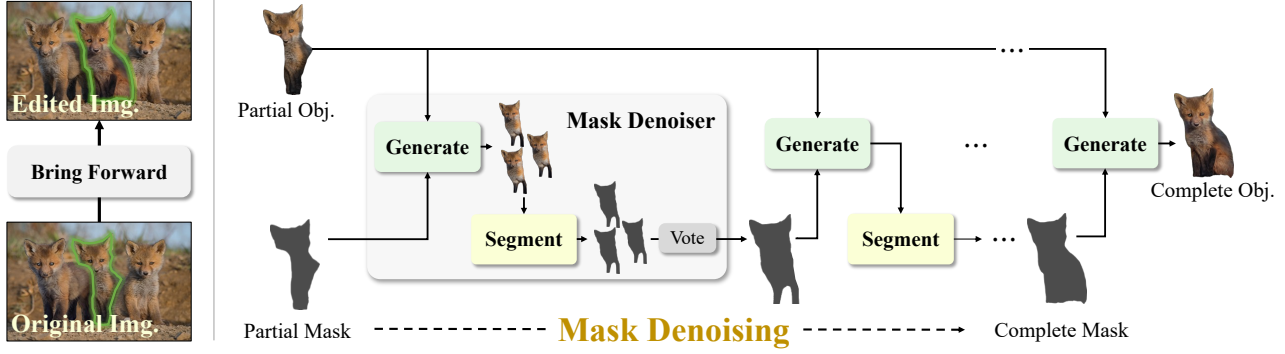 Edited Img.
Bring Forward
Original Img.
Partial Obj.
Mask Denoiser
Generate
Segment
Vote
Generate
Segment
...
...
...
Generate
Complete Obj.
Partial Mask
Mask Denoising
Complete Mask